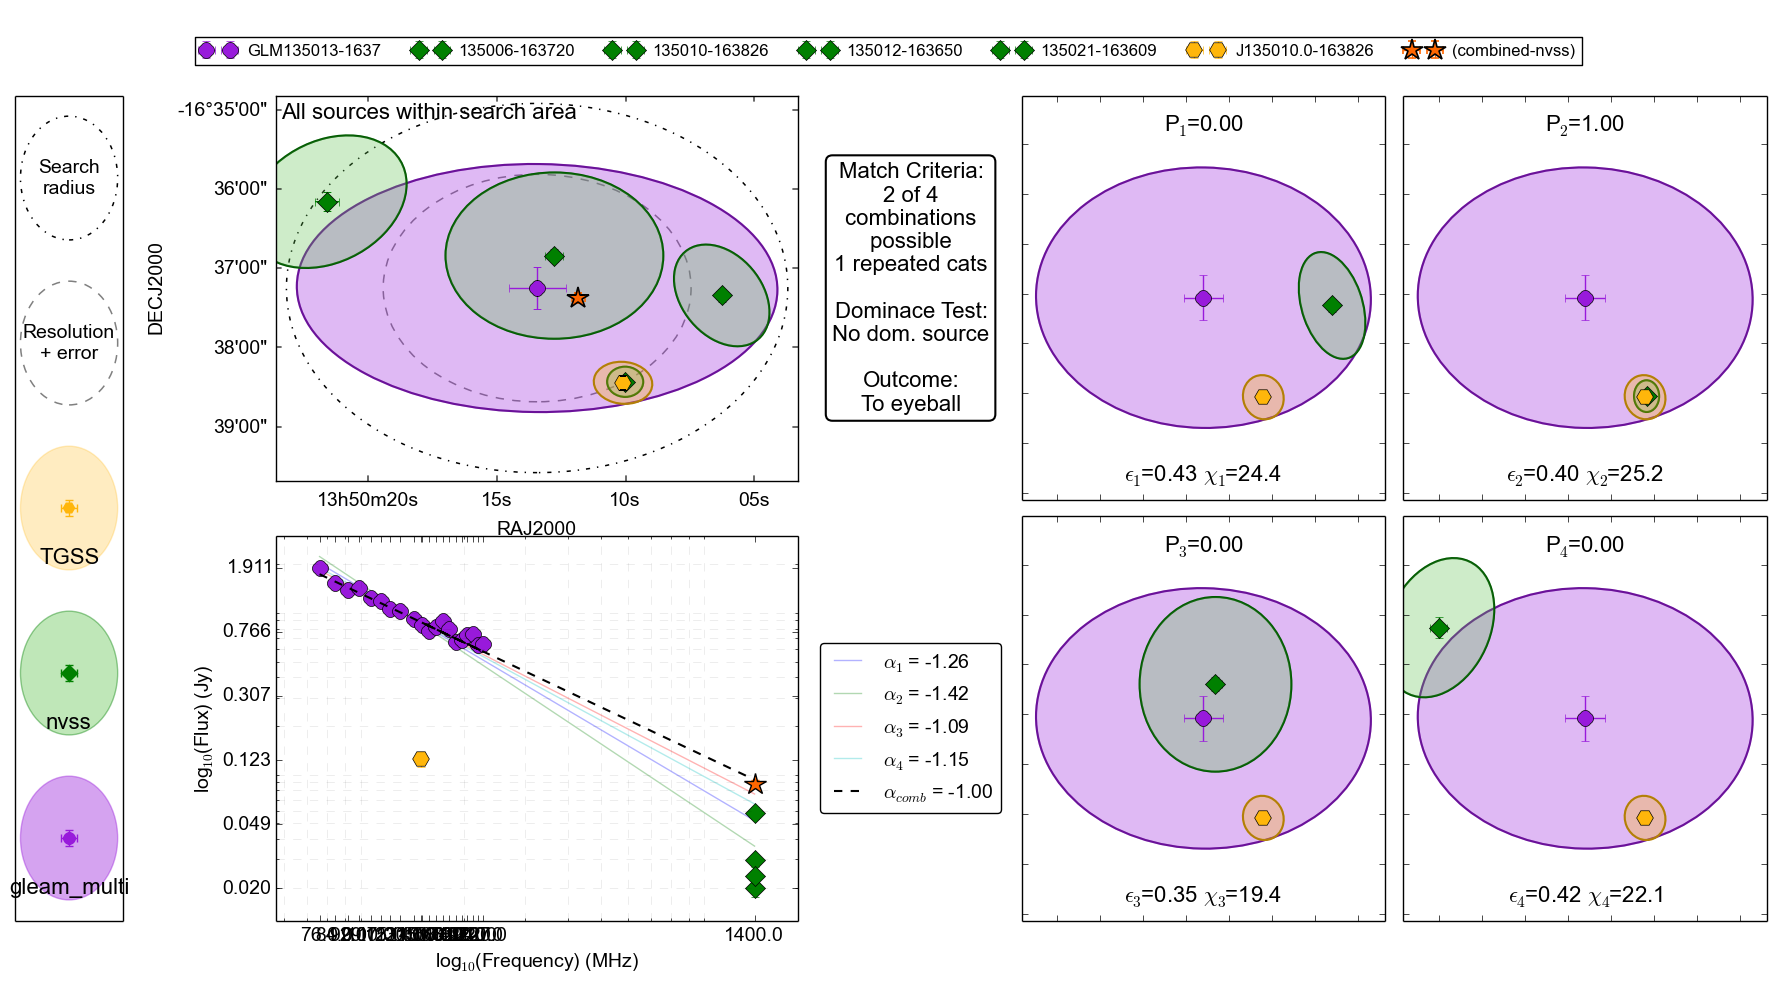 GLM135013-1637 135006-163720 135010-163826 135012-163650 135021-163609 J135010.0-163826 (combined-nvss)
Search
radius
Resolution
+ error
TGSS
nvss
gleam_multi
All sources within search area
-16°35'00"
36'00"
37'00"
38'00"
39'00"
DECJ2000
13h50m20s 15s 10s 05s
RAJ2000
Match Criteria:
2 of 4
combinations
possible
1 repeated cats
Dominace Test:
No dom. source
Outcome:
To eyeball
P1=0.00
ϵ1=0.43 χ1=24.4
P2=1.00
ϵ2=0.40 χ2=25.2
1.911
0.766
0.307
0.123
0.049
0.020
log10(Flux) (Jy)
1400.0
log10(Frequency) (MHz)
α1 = -1.26
α2 = -1.42
α3 = -1.09
α4 = -1.15
αcomb = -1.00
P3=0.00
ϵ3=0.35 χ3=19.4
P4=0.00
ϵ4=0.42 χ4=22.1